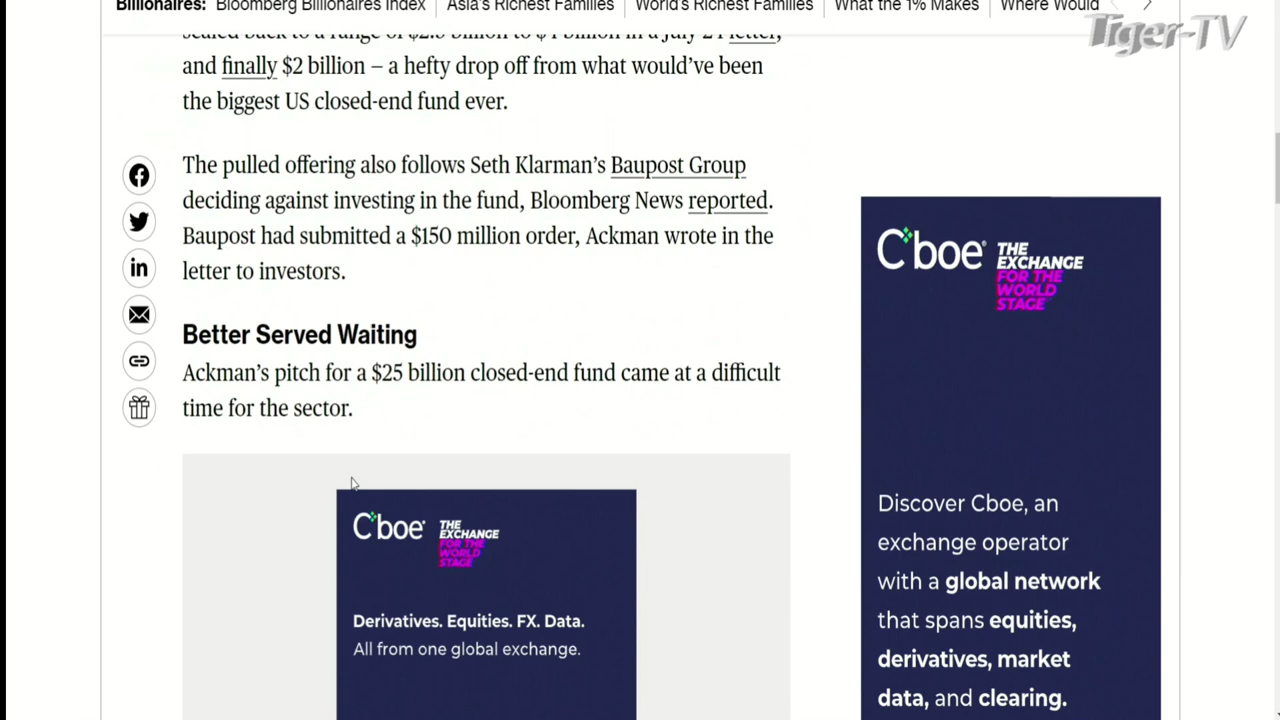 Billionaires: Bloomberg Billionaires Index Asia's Richest Families World's Richest Families What the 1% Makes Where Would
Tiger-TV
scaled back to a range of $2.5 billion to $4 billion in a July 24 letter,
and finally $2 billion – a hefty drop off from what would've been
the biggest US closed-end fund ever.
The pulled offering also follows Seth Klarman's Baupost Group
deciding against investing in the fund, Bloomberg News reported.
Baupost had submitted a $150 million order, Ackman wrote in the
letter to investors.
Better Served Waiting
Ackman's pitch for a $25 billion closed-end fund came at a difficult
time for the sector.
Cboe
THE
EXCHANGE
FOR THE
WORLD
STAGE
Derivatives. Equities. FX. Data.
All from one global exchange.
Cboe
THE
EXCHANGE
FOR THE
WORLD
STAGE
Discover Cboe, an
exchange operator
with a global network
that spans equities,
derivatives, market
data, and clearing.